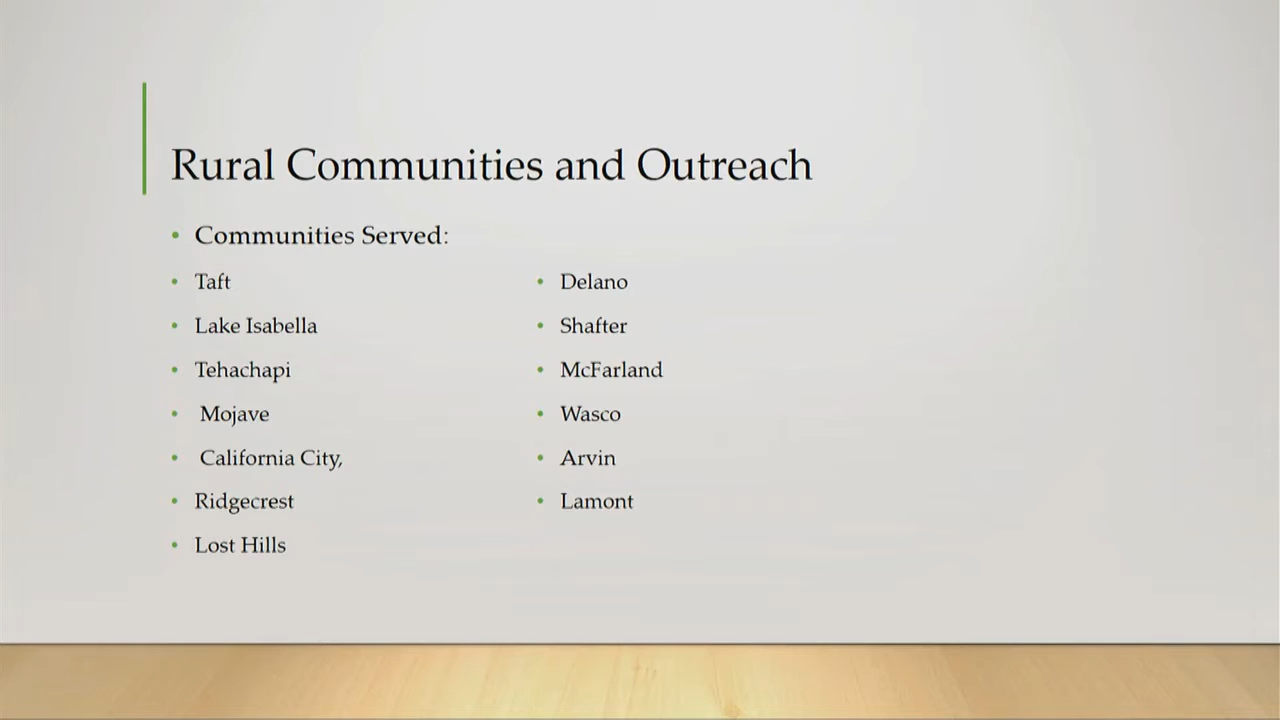 Rural Communities and Outreach
• Communities Served:
• Taft
• Lake Isabella
• Tehachapi
• Mojave
• California City,
• Ridgecrest
• Lost Hills
• Delano
• Shafter
• McFarland
• Wasco
• Arvin
• Lamont